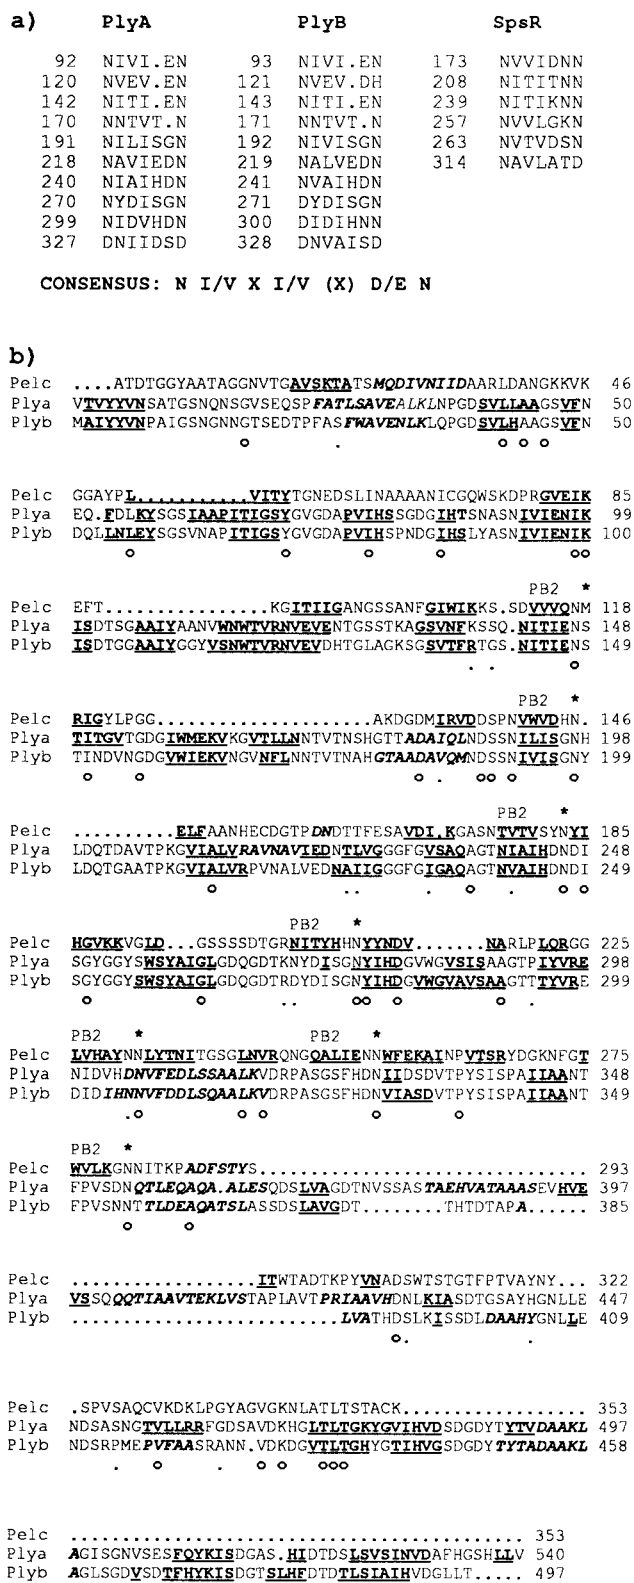 a) PlyA PlyB SpsR
92 NIVI.EN 93 NIVI.EN 173 NVVIDNN
120 NVEV.EN 121 NVEV.DH 208 NITITNN
142 NITI.EN 143 NITI.EN 239 NITIKNN
170 NNTVT.N 171 NNTVT.N 257 NVVLGKN
191 NILISGN 192 NIVISGN 263 NVTVDSN
218 NAVIEDN 219 NALVEDN 314 NAVLATD
240 NIAIHDN 241 NVAIHDN
270 NYDISGN 271 DYDISGN
299 NIDVHDN 300 DIDIHNN
327 DNIIDSD 328 DNVAISD
CONSENSUS: N I/V X I/V (X) D/E N
b)
Pelc ....ATDTGGYAATAGGNVTGAVSKTATSMQDIVNIIDAARLDANGKKVK 46
Plya VTVYYVNSATGSNQNSGVSEQSPFATLSAVEALKLNPGDSVLLAAGSVFN 50
Plyb MAIYYVNPAIGSNGNNGTSEDTPFASFWAVENLKLQPGDSVLHAAGSVFN 50
o . o o o
Pelc GGAYPL...........VITYTGNEDSLINAAAANICGQWSKDPRGVEIK 85
Plya EQ.FDLKYSGSIAAPITIGSYGVGDAPVIHSSGDGIHTSNASNIVIENIK 99
Plyb DQLLNLEYSGSVNAPITIGSYGVGDAPVIHSPNDGIHSLYASNIVIENIK 100
o o o o oo
PB2 *
Pelc EFT................KGITIIGANGSSANFGIWIKKS.SDVVVQNM 118
Plya ISDTSGAAIYAANVWNWTVRNVEVENTGSSTKAGSVNFKSSQ.NITIENS 148
Plyb ISDTGGAAIYGGYVSNWTVRNVEVDHTGLAGKSGSVTFRTGS.NITIENS 149
. . o
PB2 *
Pelc RIGYLPGG.....................AKDGDMIRVDDSPNVWVDHN. 146
Plya TITGVTGDGIWMEKVKGVTLLNNTVTNSHGTTADAIQLNDSSNILISGNH 198
Plyb TINDVNGDGVWIEKVNGVNFLNNTVTNAHGTAADAVQMNDSSNIVISGNY 199
o o o . oo o o
PB2 *
Pelc ..........ELFAANHECDGTPDNDTTFESAVDI.KGASNTVTVSYNYI 185
Plya LDQTDAVTPKGVIALVRAVNAVIEDNTLVGGGFGVSAQAGTNIAIHDNDI 248
Plyb LDQTGAATPKGVIALVRPVNALVEDNAIIGGGFGIGAQAGTNVAIHDNDI 249
o .. . o . o o
PB2 *
Pelc HGVKKVGLD...GSSSSDTGRNITYHHNYYNDV.......NARLPLQRGG 225
Plya SGYGGYSWSYAIGLGDQGDTKNYDISGNYIHDGVWGVSISAAGTPIYVRE 298
Plyb SGYGGYSWSYAIGLGDQGDTRDYDISGNYIHDGVWGVAVSAAGTTTYVRE 299
o o .. oo o o .
PB2 * PB2 *
Pelc LVHAYNNLYTNITGSGLNVRQNGQALIENNWFEKAINPVTSRYDGKNFGT 275
Plya NIDVHDNVFEDLSSAALKVDRPASGSFHDNIIDSDVTPYSISPAIIAANT 348
Plyb DIDIHNNVFDDLSQAALKVDRPASGSFHDNVIASDVTPYSISPAIIAANT 349
.o o o o o
PB2 *
Pelc WVLKGNNITKPADFSTYS................................ 293
Plya FPVSDNQTLEQAQA.ALESQDSLVAGDTNVSSASTAEHVATAAASEVHVE 397
Plyb FPVSNNTTLDEAQATSLASSDSLAVGDT........THTDTAPA...... 385
o o
Pelc ..................ITWTADTKPYVNADSWTSTGTFPTVAYNY... 322
Plya VSSQQQTIAAVTEKLVSTAPLAVTPRIAAVHDNLKIASDTGSAYHGNLLE 447
Plyb ..........................LVATHDSLKISSDLDAAHYGNLLE 409
o. .
Pelc .SPVSAQCVKDKLPGYAGVGKNLATLTSTACK.................. 353
Plya NDSASNGTVLLRRFGDSAVDKHGLTLTGKYGVIHVDSDGDYTYTVDAAKL 497
Plyb NDSRPMEPVFAASRANN.VDKDGVTLTGHYGTIHVGSDGDYTYTADAAKL 458
. o . o o ooo
Pelc ............................................ 353
Plya AGISGNVSESFQYKISDGAS.HIDTDSLSVSINVDAFHGSHLLV 540
Plyb AGLSGDVSDTFHYKISDGTSLHFDTDTLSIAIHVDGLLT..... 497